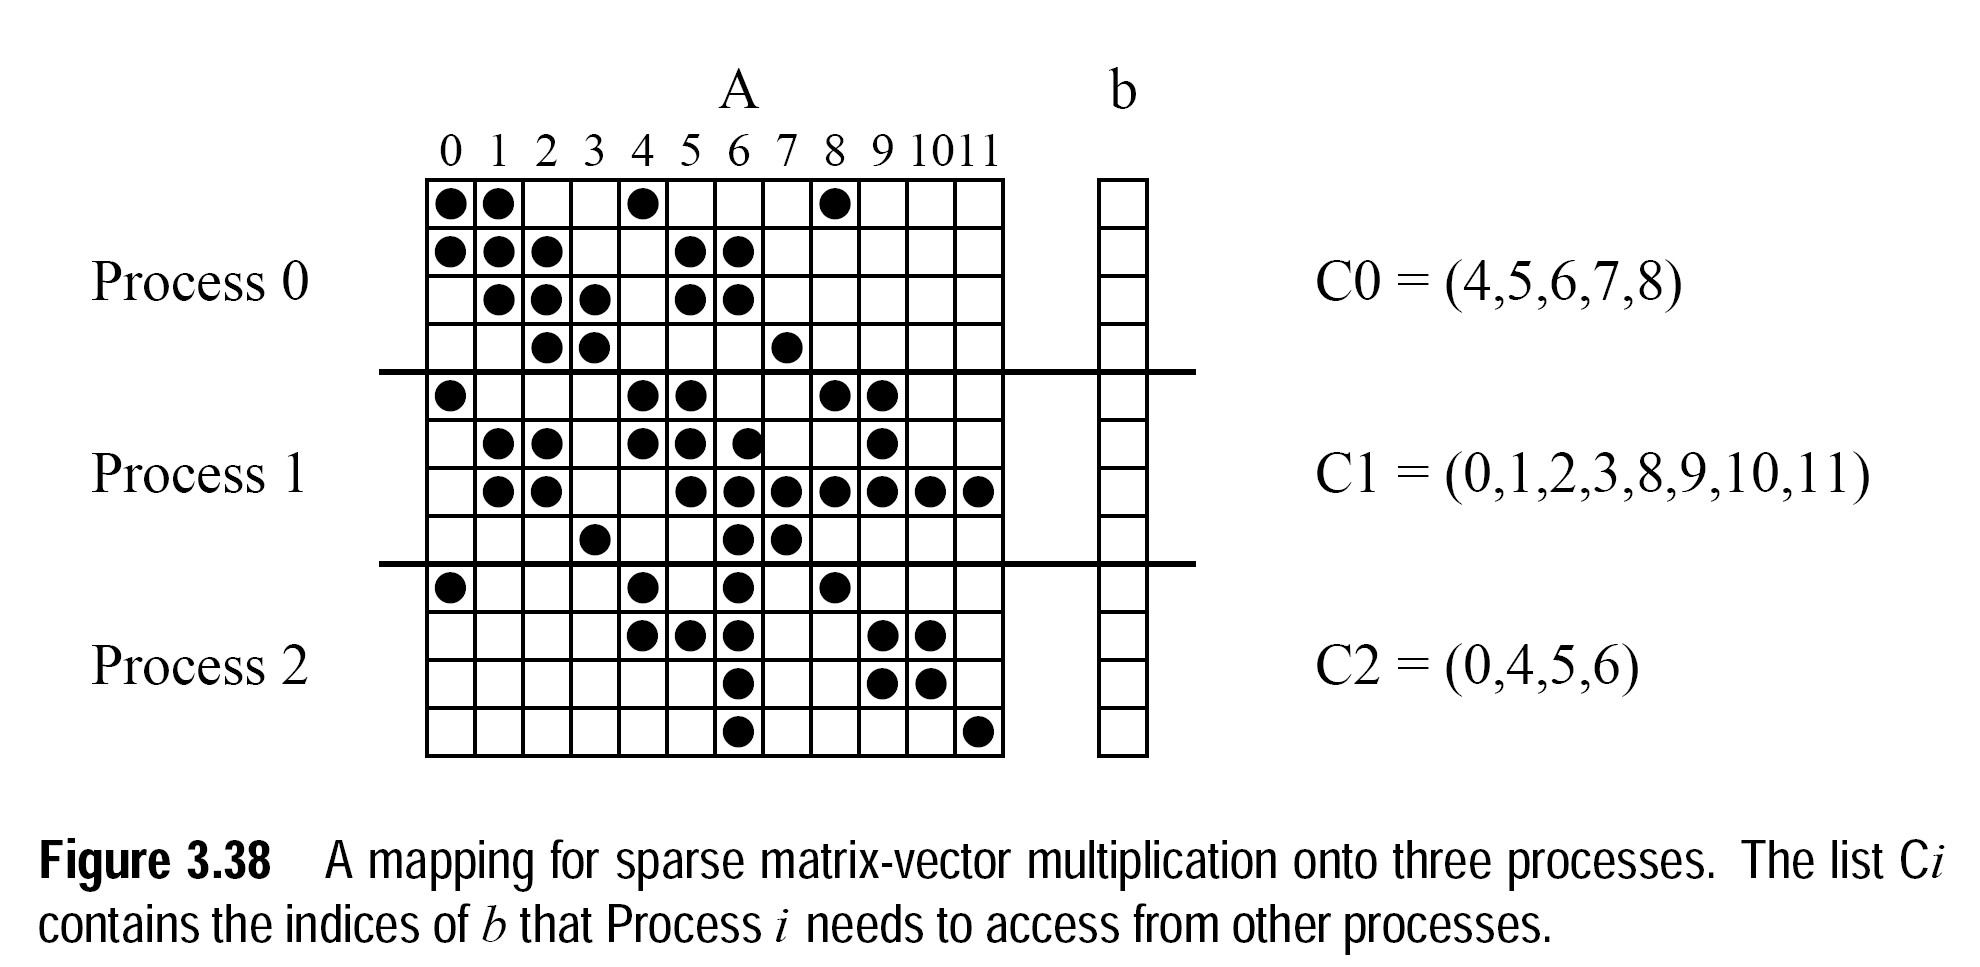 A b
0 1 2 3 4 5 6 7 8 9 10 11
Process 0 C0 = (4,5,6,7,8)
Process 1 C1 = (0,1,2,3,8,9,10,11)
Process 2 C2 = (0,4,5,6)
Figure 3.38 A mapping for sparse matrix-vector multiplication onto three processes. The list Ci
contains the indices of b that Process i needs to access from other processes.